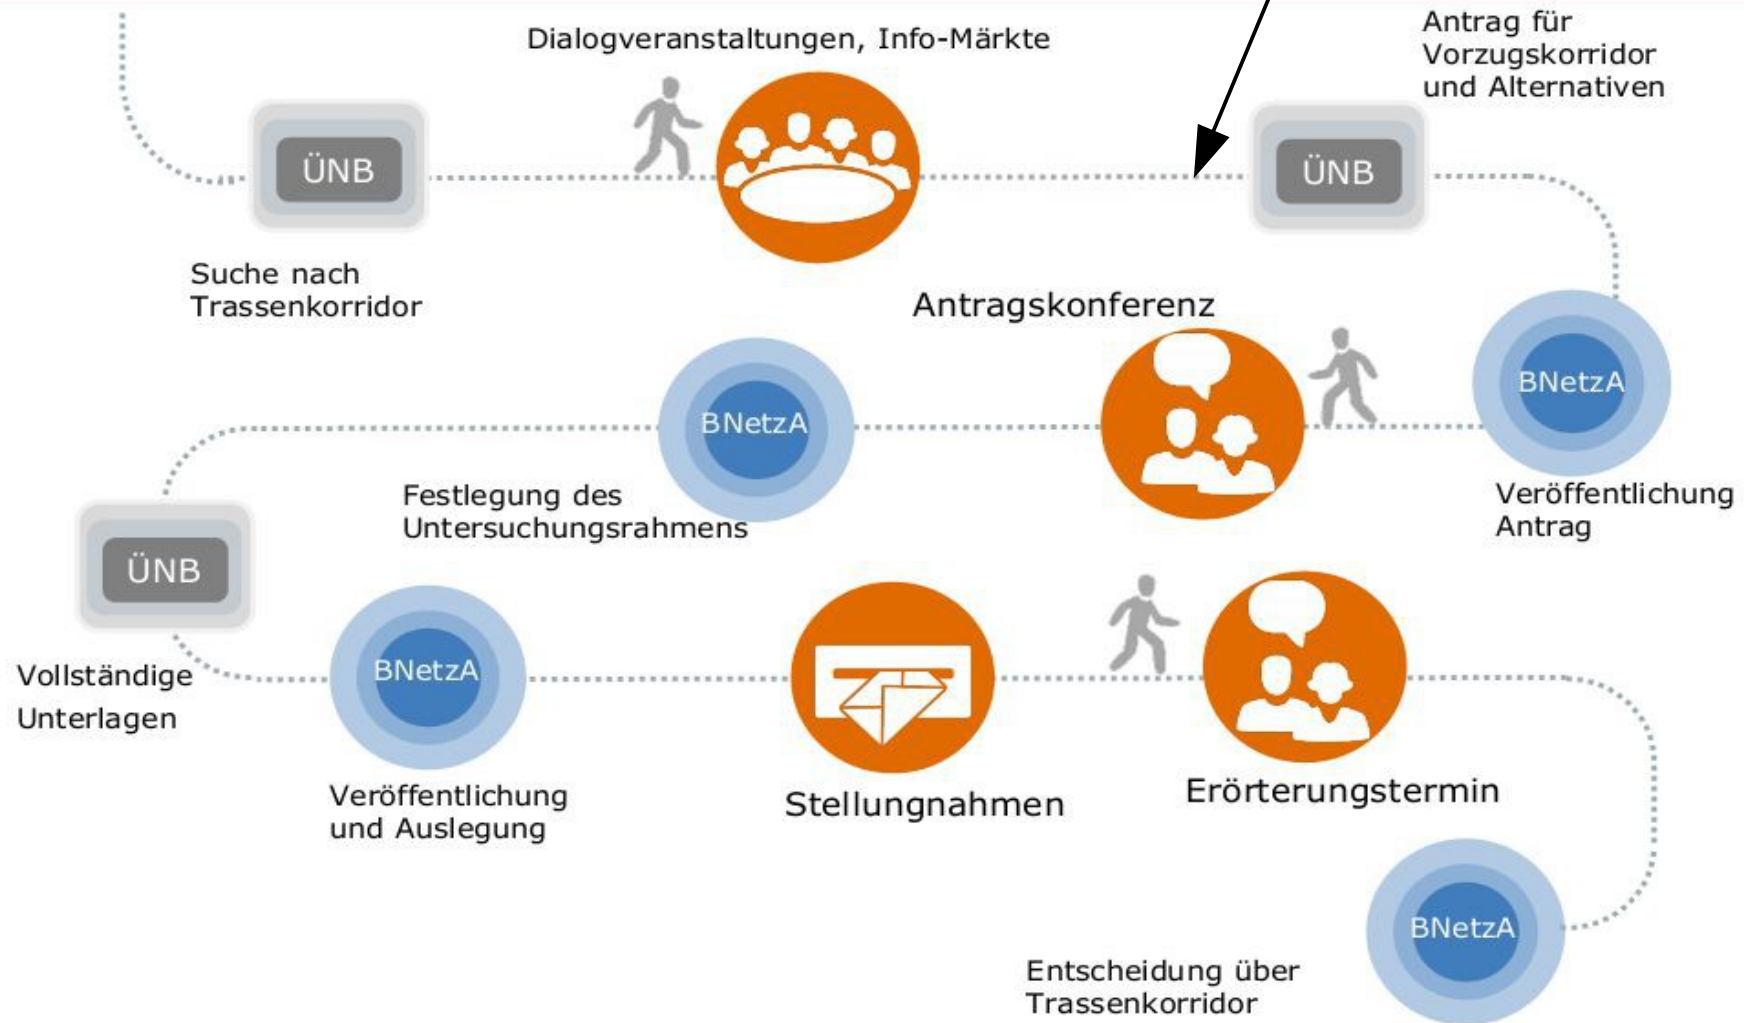 Dialogveranstaltungen, Info-Märkte
Antrag für
Vorzugskorridor
und Alternativen
ÜNB
ÜNB
Suche nach
Trassenkorridor
Antragskonferenz
BNetzA
BNetzA
Festlegung des
Untersuchungsrahmens
Veröffentlichung
Antrag
ÜNB
Vollständige
Unterlagen
BNetzA
Veröffentlichung
und Auslegung
Stellungnahmen
Erörterungstermin
BNetzA
Entscheidung über
Trassenkorridor